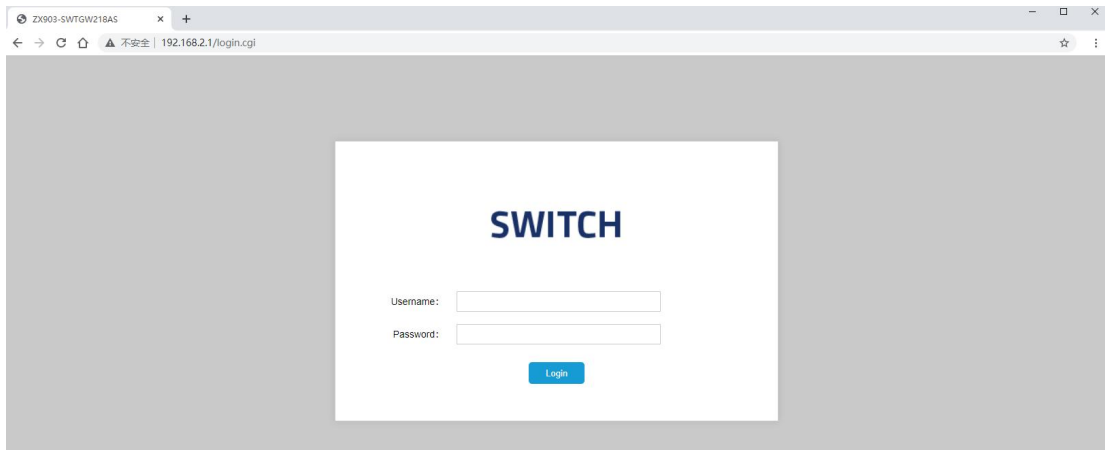 ZX903-SWTGW218AS
不安全 | 192.168.2.1/login.cgi
SWITCH
Username:
Password:
Login